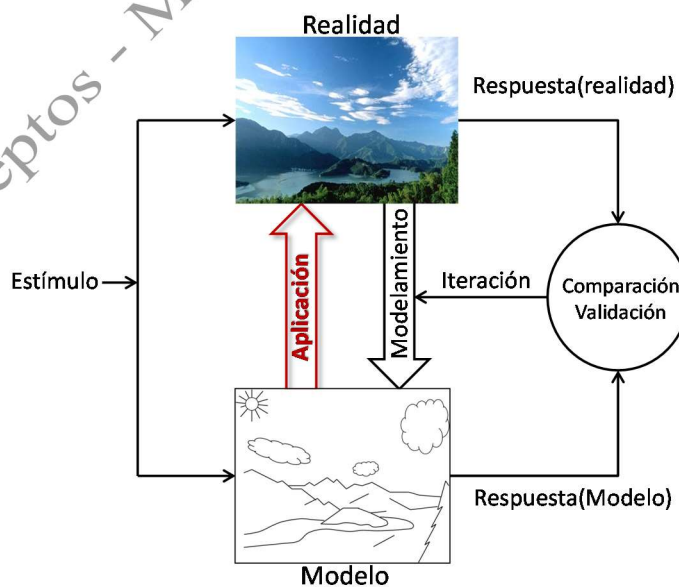 Realidad
Respuesta(realidad)
Estímulo
Aplicación
Modelamiento
Iteración
Comparación
Validación
Respuesta(Modelo)
Modelo